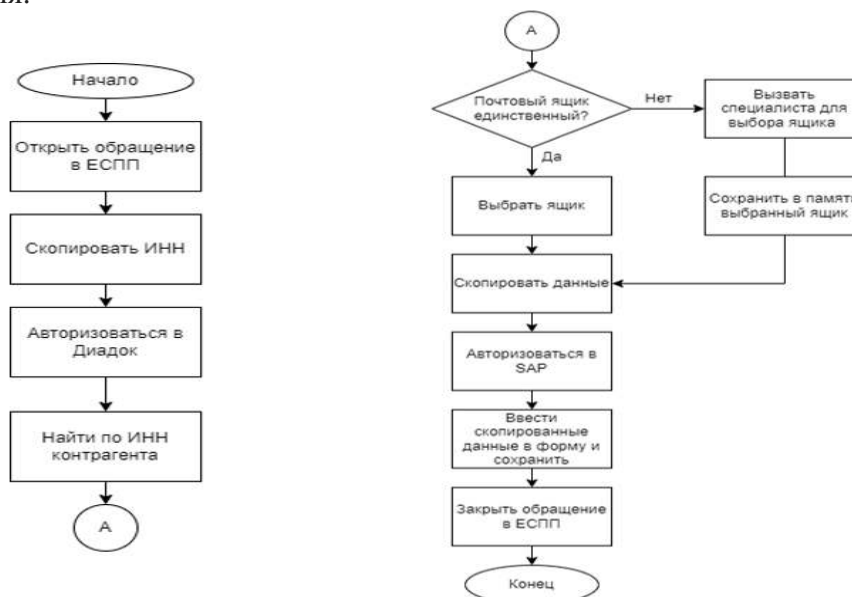 Начало
Открыть обращение
в ЕСПП
Скопировать ИНН
Авторизоваться в
Диадок
Найти по ИНН
контрагента
А
А
Почтовый ящик
единственный?
Нет
Вызвать
специалиста для
выбора ящика
Да
Выбрать ящик
Сохранить в память
выбранный ящик
Скопировать данные
Авторизоваться в
SAP
Ввести
скопированные
данные в форму и
сохранить
Закрыть обращение
в ЕСПП
Конец